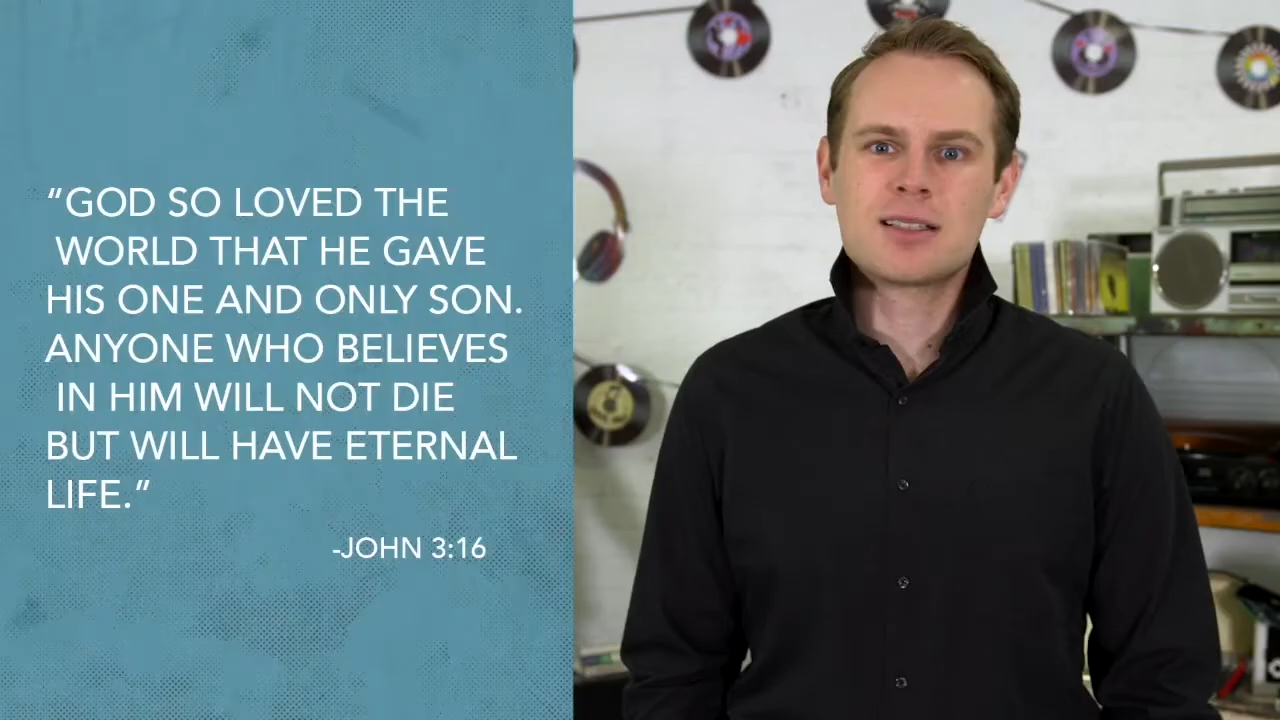 “GOD SO LOVED THE
WORLD THAT HE GAVE
HIS ONE AND ONLY SON.
ANYONE WHO BELIEVES
IN HIM WILL NOT DIE
BUT WILL HAVE ETERNAL
LIFE.”
-JOHN 3:16